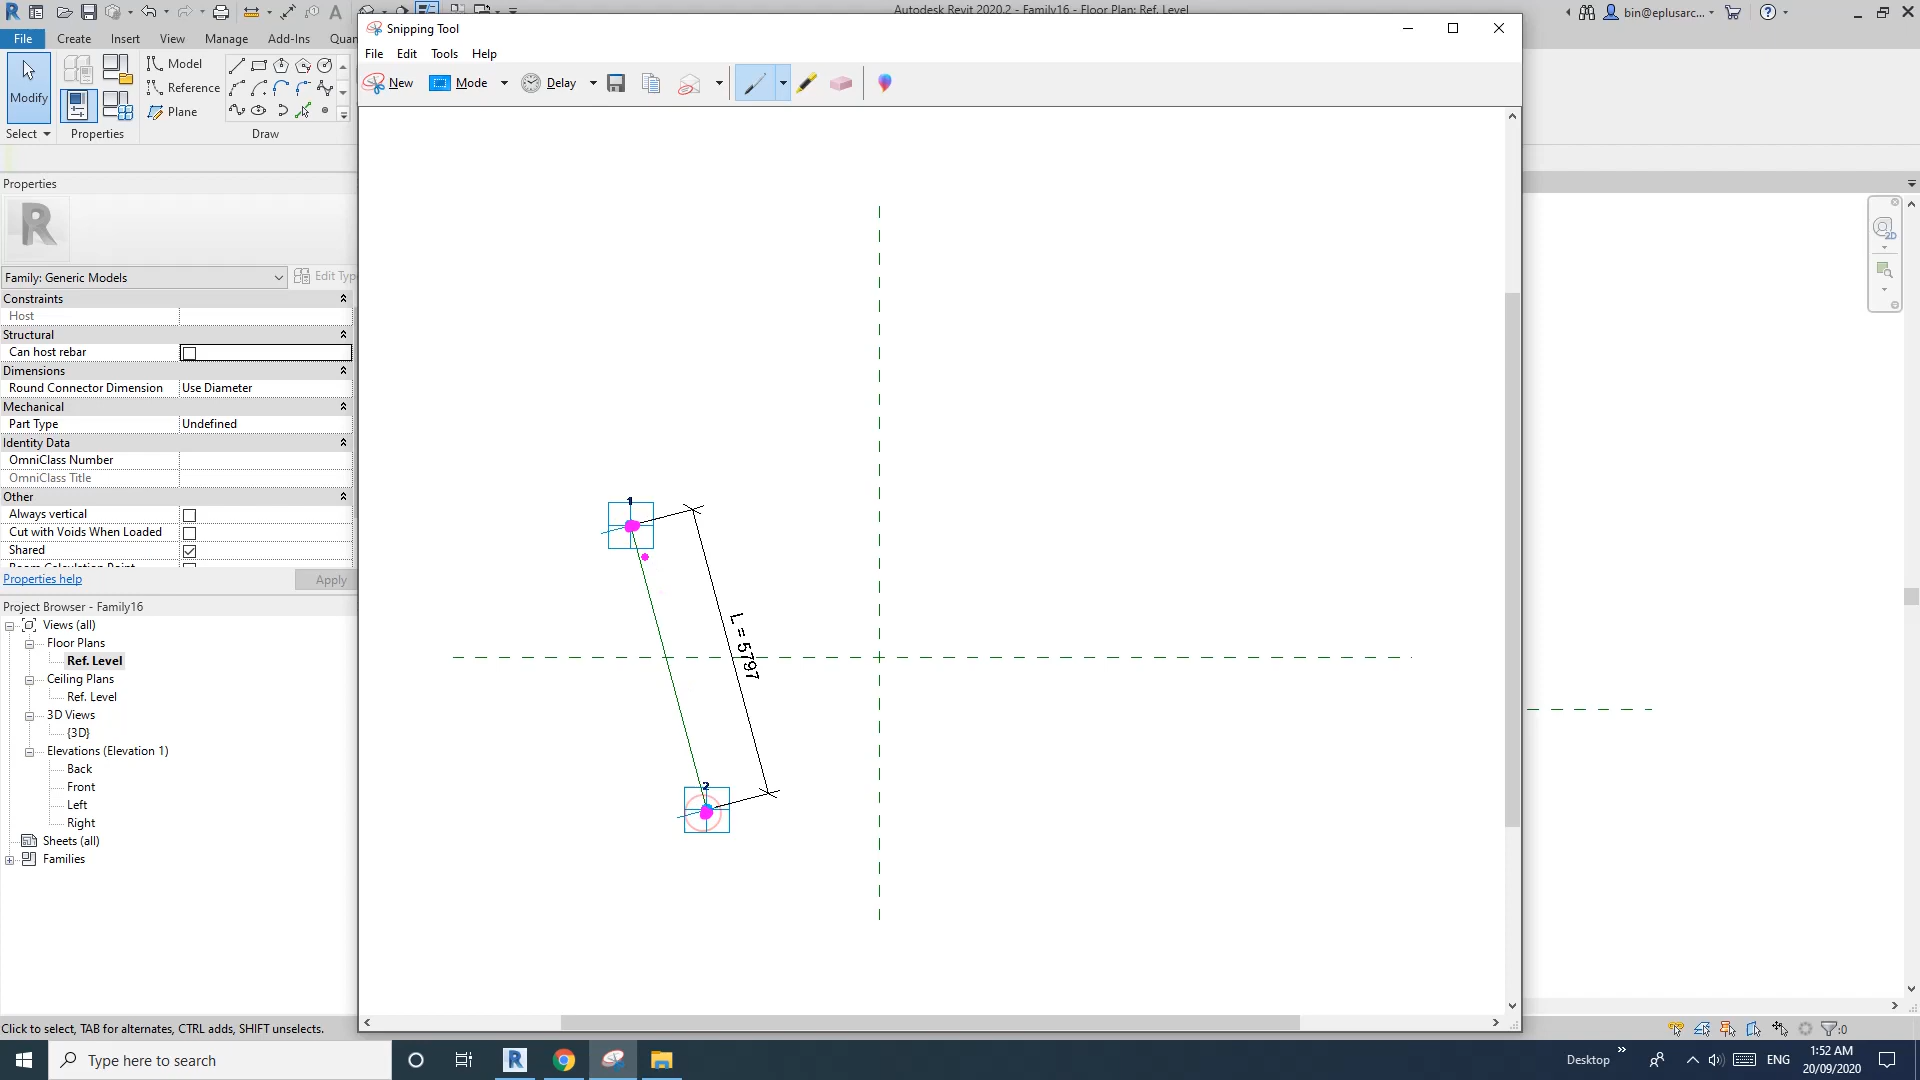 Autodesk Revit 2020.2 - Family16 - Floor Plan: Ref. Level
bin@eplusarc...
File Create Insert View Manage Add-Ins Quan
Snipping Tool
File Edit Tools Help
New Mode Delay
Modify
Model
Reference
Plane
Select Properties Draw
Properties
Family: Generic Models Edit Typ
Constraints
Host
Structural
Can host rebar
Dimensions
Round Connector Dimension Use Diameter
Mechanical
Part Type Undefined
Identity Data
OmniClass Number
OmniClass Title
Other
Always vertical
Cut with Voids When Loaded
Shared
Properties help Apply
Project Browser - Family16
Views (all)
Floor Plans
Ref. Level
Ceiling Plans
Ref. Level
3D Views
{3D}
Elevations (Elevation 1)
Back
Front
Left
Right
Sheets (all)
Families
1
L = 5797
2
2D
Click to select, TAB for alternates, CTRL adds, SHIFT unselects.
:0
Type here to search
Desktop
ENG
1:52 AM
20/09/2020